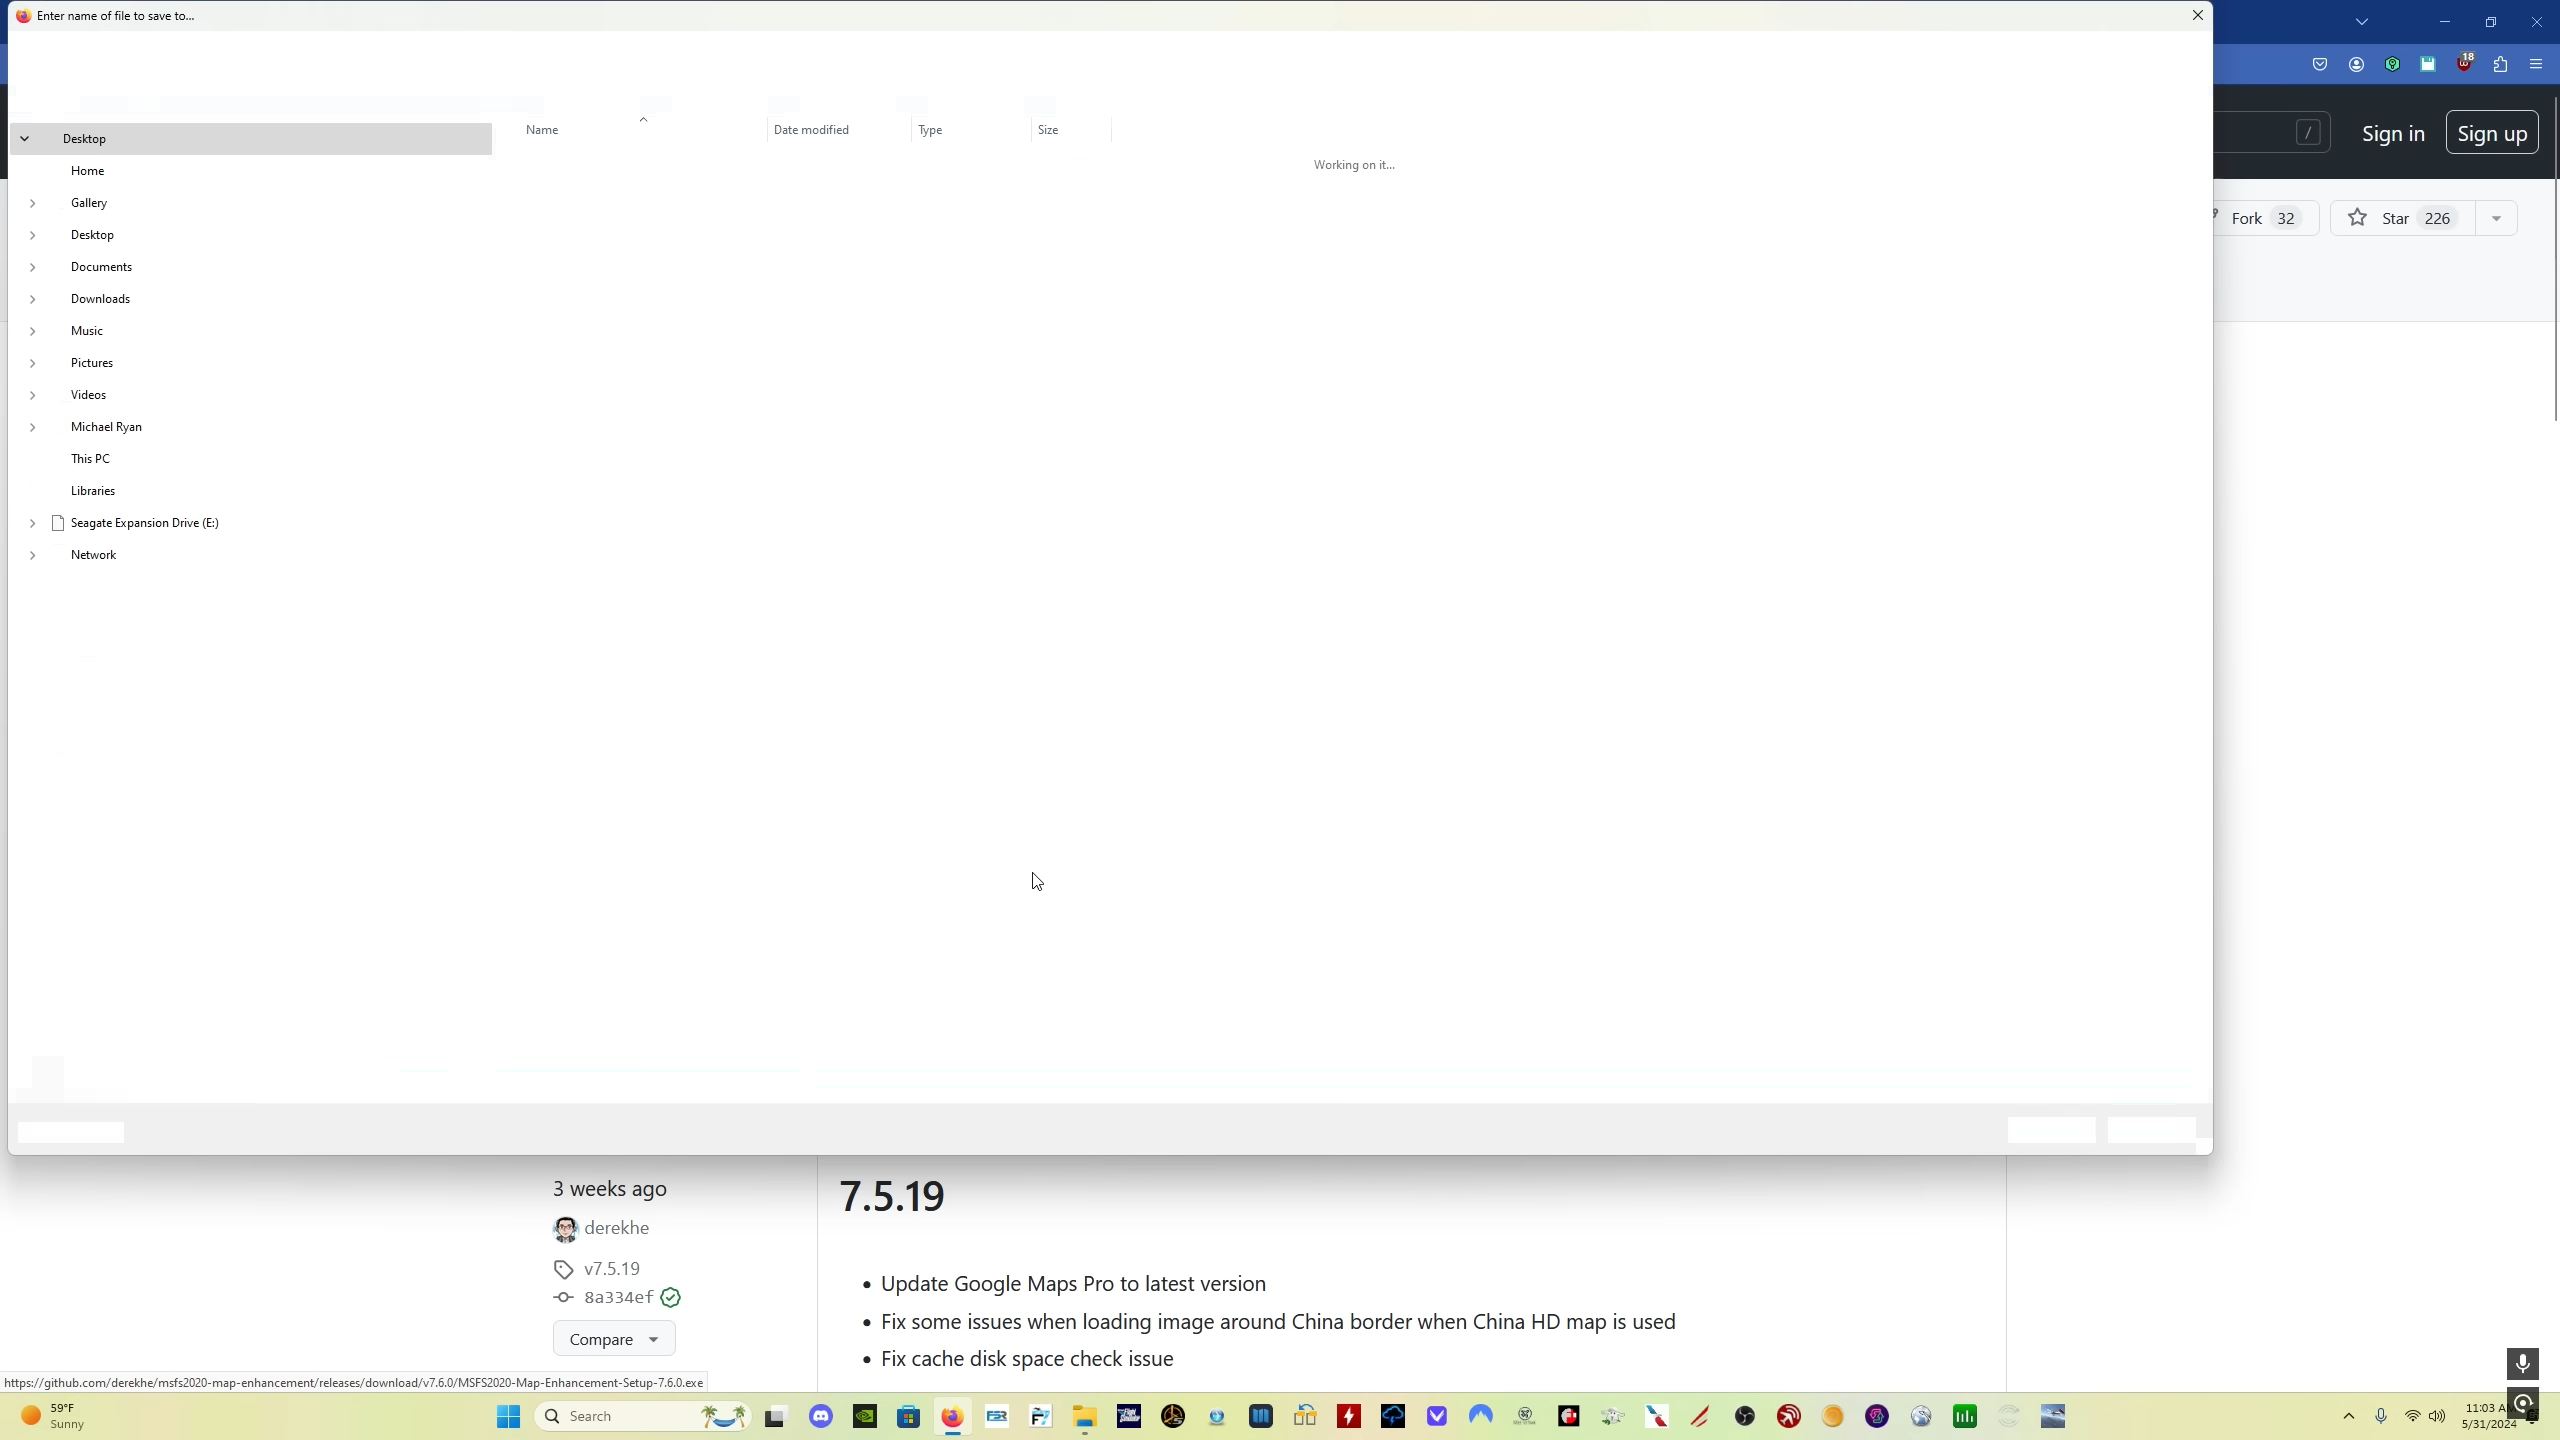 Enter name of file to save to...
18
Name
Date modified
Type
Size
Working on it...
/
Sign in
Sign up
Fork 32
Star 226
Desktop
Home
Gallery
Desktop
Documents
Downloads
Music
Pictures
Videos
Michael Ryan
This PC
Libraries
Seagate Expansion Drive (E:)
Network
3 weeks ago
derekhe
v7.5.19
8a334ef
Compare
7.5.19
• Update Google Maps Pro to latest version
• Fix some issues when loading image around China border when China HD map is used
• Fix cache disk space check issue
https://github.com/derekhe/msfs2020-map-enhancement/releases/download/v7.6.0/MSFS2020-Map-Enhancement-Setup-7.6.0.exe
59°F
Sunny
Search
FSR
11:03 AM
5/31/2024